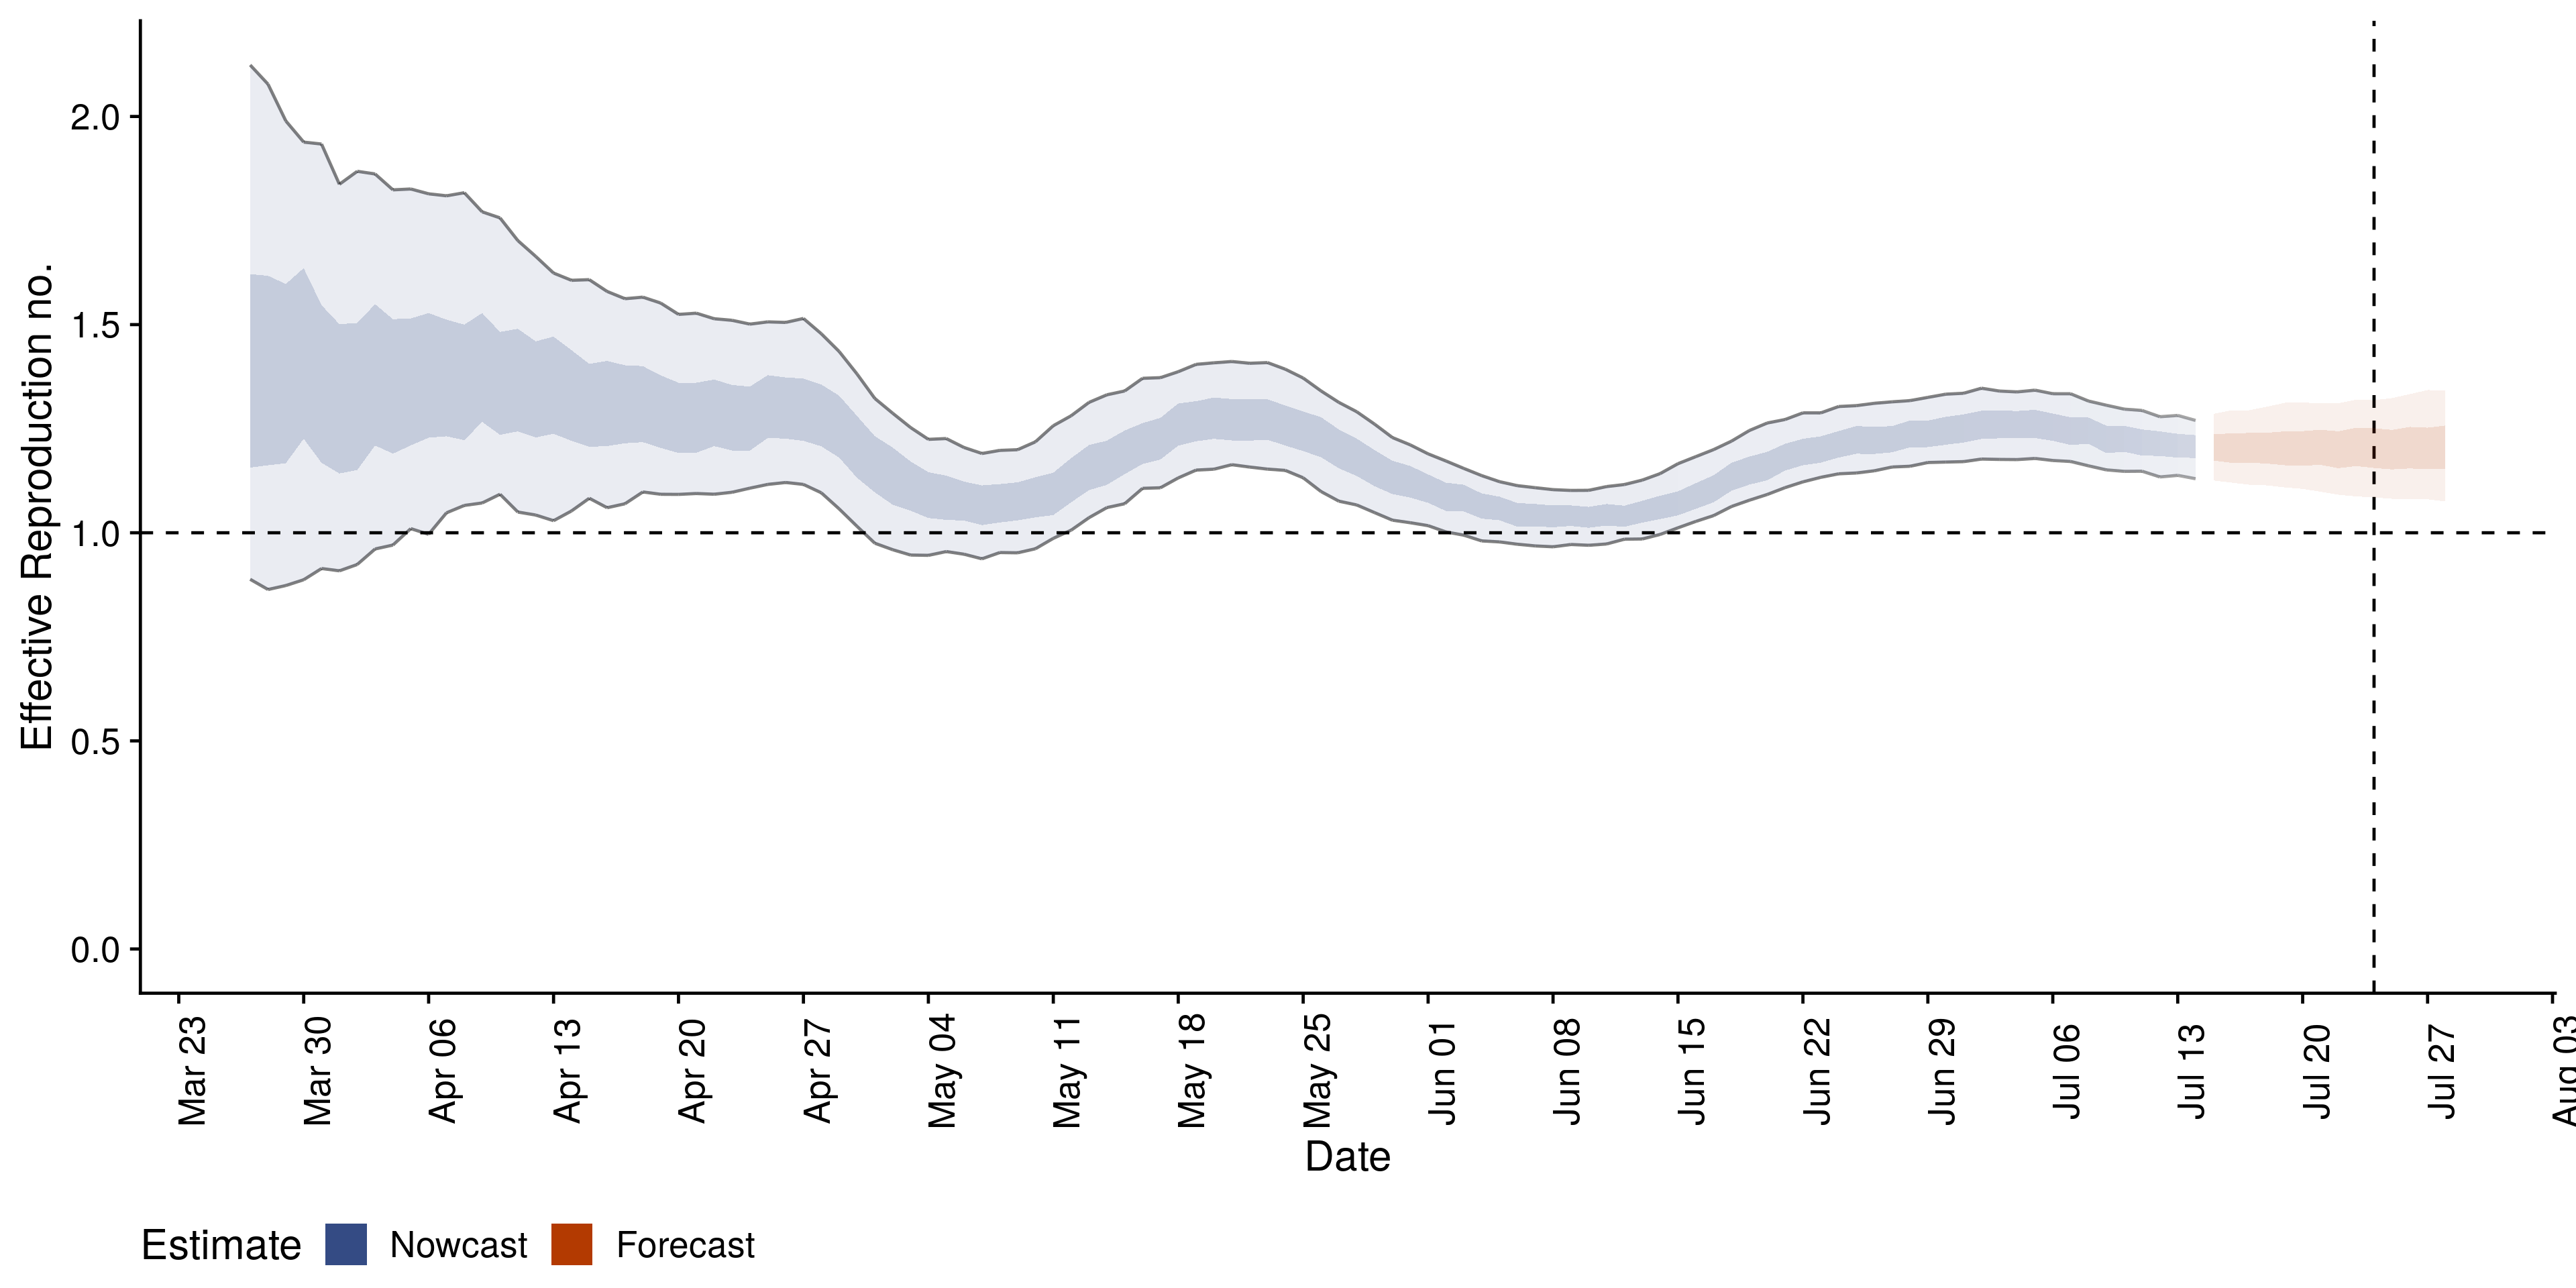 Effective Reproduction no.
2.0
1.5
1.0
0.5
0.0
Mar 23
Mar 30
Apr 06
Apr 13
Apr 20
Apr 27
May 04
May 11
May 18
May 25
Jun 01
Jun 08
Jun 15
Jun 22
Jun 29
Jul 06
Jul 13
Jul 20
Jul 27
Aug 03
Date
Estimate Nowcast Forecast